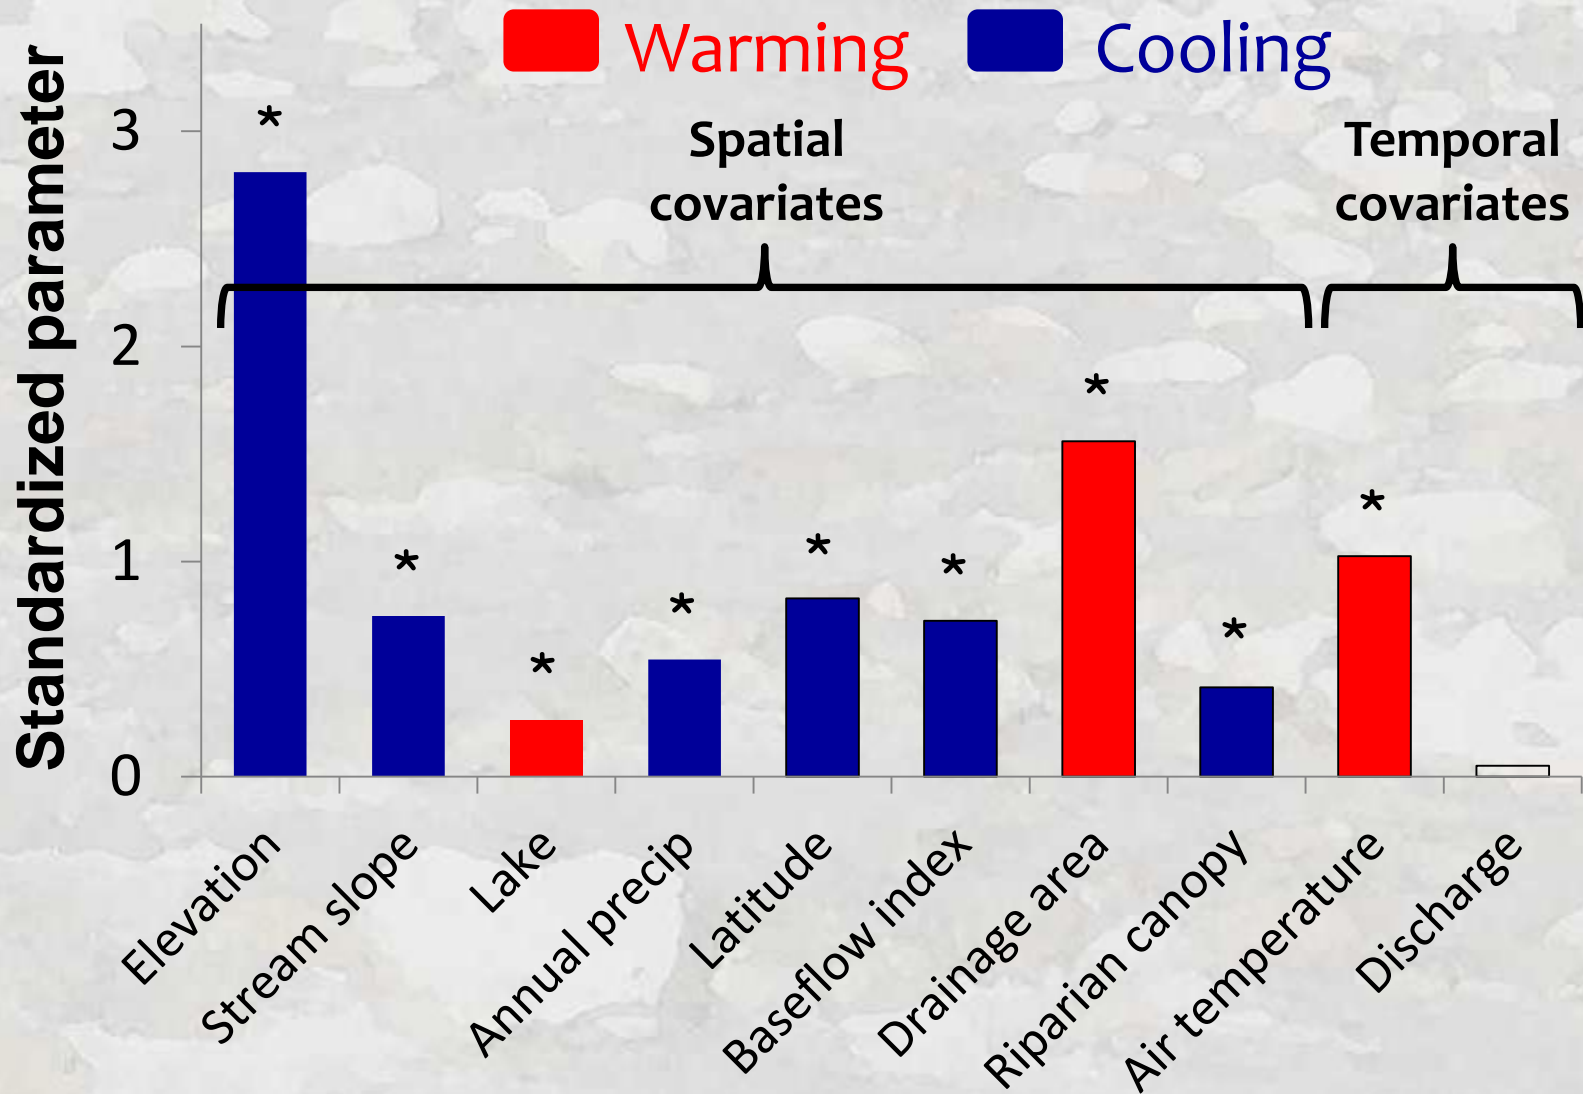 Warming
Cooling
Spatial
covariates
Temporal
covariates
Standardized parameter
3
2
1
0
*
*
*
*
*
*
*
*
*
Elevation
Stream slope
Lake
Annual precip
Latitude
Baseflow index
Drainage area
Riparian canopy
Air temperature
Discharge